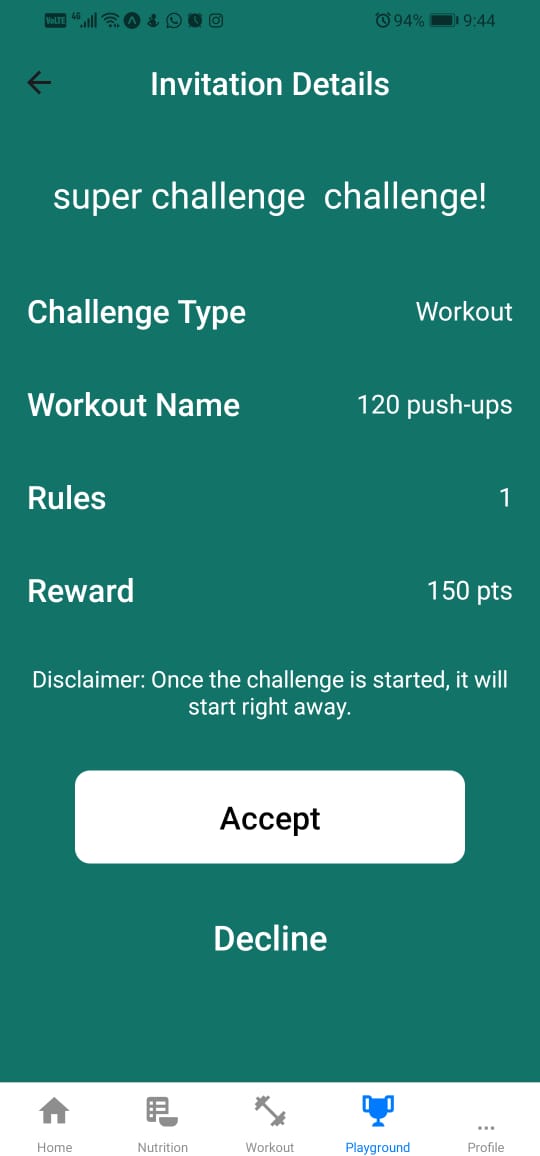 VoLTE 4G 94% 9:44
Invitation Details
super challenge  challenge!
Challenge Type Workout
Workout Name 120 push-ups
Rules 1
Reward 150 pts
Disclaimer: Once the challenge is started, it will
start right away.
Accept
Decline
Home Nutrition Workout Playground Profile